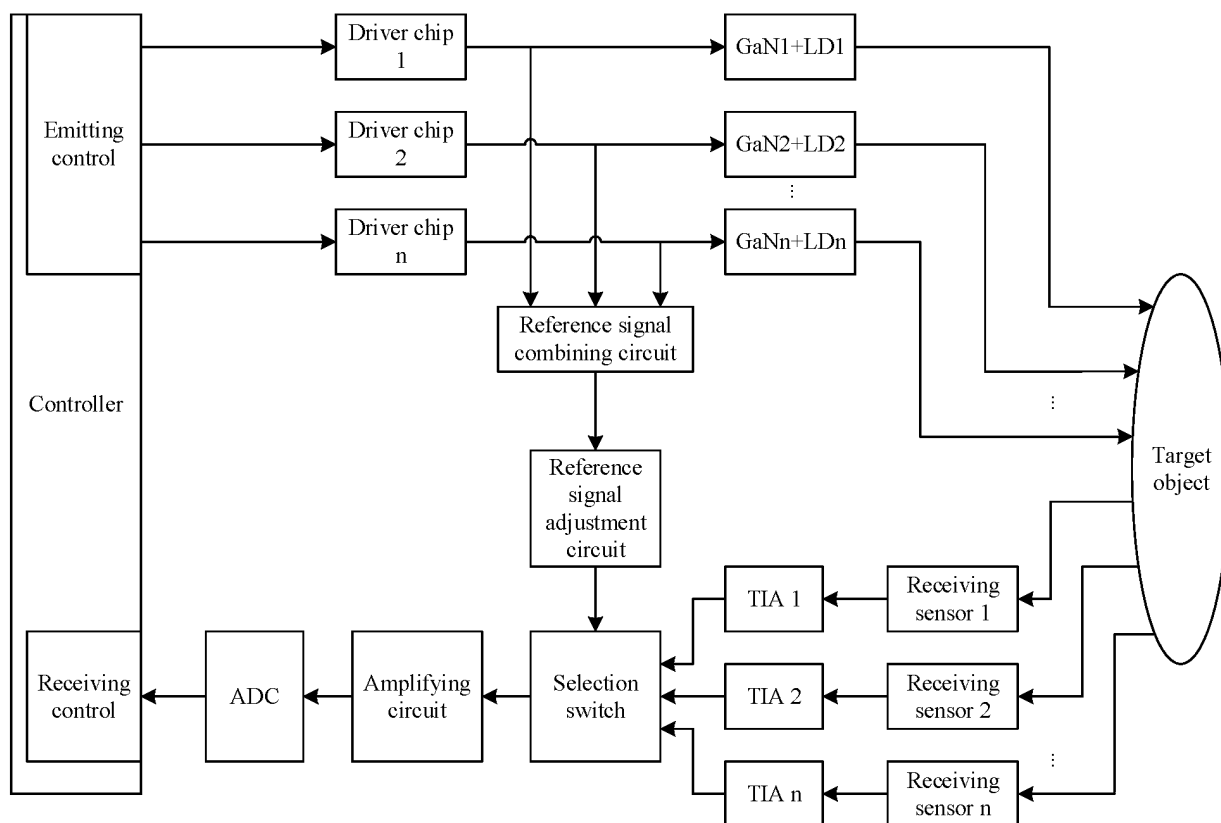 Driver chip
1
GaN1+LD1
Emitting
control
Driver chip
2
GaN2+LD2
...
Driver chip
n
GaNn+LDn
Reference signal
combining circuit
Controller
...
Reference
signal
adjustment
circuit
Target
object
TIA 1
Receiving
sensor 1
Receiving
control
ADC
Amplifying
circuit
Selection
switch
TIA 2
Receiving
sensor 2
...
TIA n
Receiving
sensor n